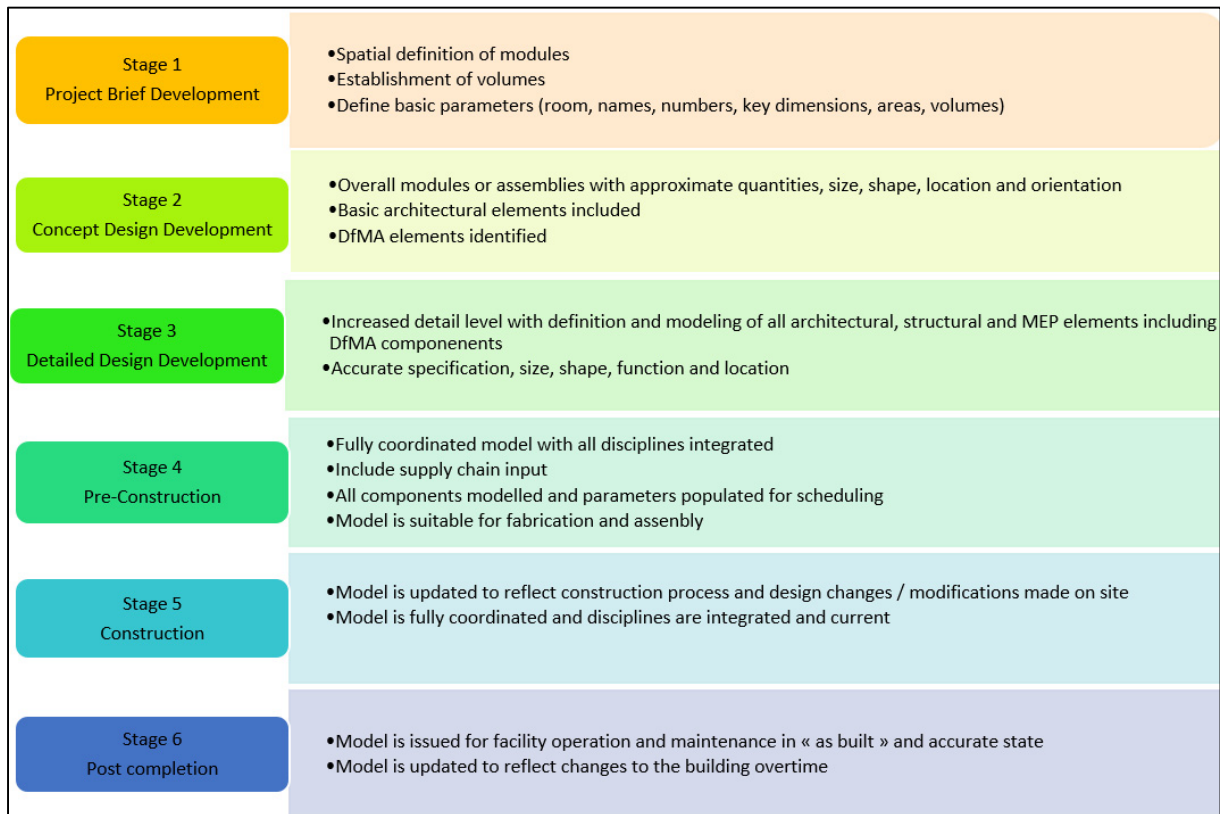 Stage 1
Project Brief Development
•Spatial definition of modules
•Establishment of volumes
•Define basic parameters (room, names, numbers, key dimensions, areas, volumes)
Stage 2
Concept Design Development
•Overall modules or assemblies with approximate quantities, size, shape, location and orientation
•Basic architectural elements included
•DfMA elements identified
Stage 3
Detailed Design Development
•Increased detail level with definition and modeling of all architectural, structural and MEP elements including
DfMA componenents
•Accurate specification, size, shape, function and location
Stage 4
Pre-Construction
•Fully coordinated model with all disciplines integrated
•Include supply chain input
•All components modelled and parameters populated for scheduling
•Model is suitable for fabrication and assenbly
Stage 5
Construction
•Model is updated to reflect construction process and design changes / modifications made on site
•Model is fully coordinated and disciplines are integrated and current
Stage 6
Post completion
•Model is issued for facility operation and maintenance in « as built » and accurate state
•Model is updated to reflect changes to the building overtime